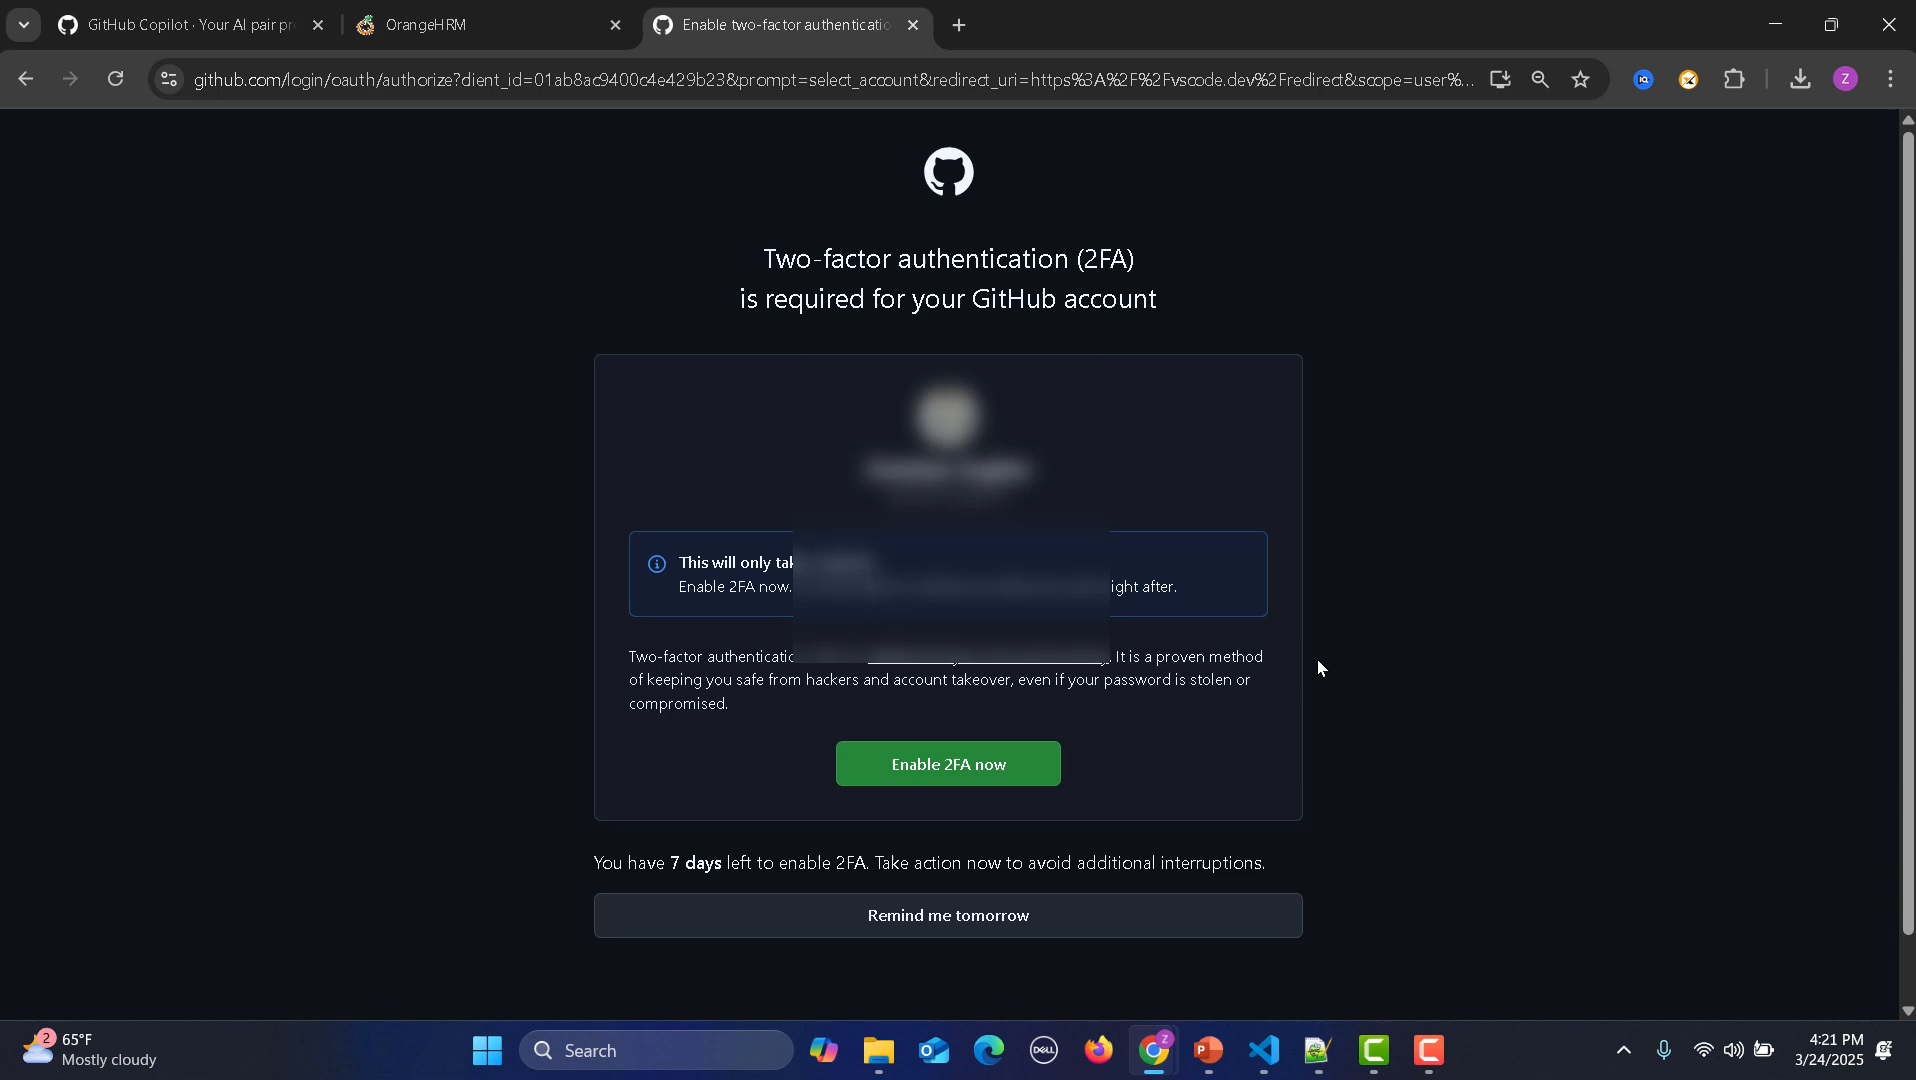 GitHub Copilot · Your AI pair pr
OrangeHRM
Enable two-factor authenticatio
github.com/login/oauth/authorize?client_id=01ab8ac9400c4e429b23&prompt=select_account&redirect_uri=https%3A%2F%2Fvscode.dev%2Fredirect&scope=user%...
Z
Two-factor authentication (2FA)
is required for your GitHub account
This will only tak
Enable 2FA now. ight after.
Two-factor authenticatio . It is a proven method
of keeping you safe from hackers and account takeover, even if your password is stolen or
compromised.
Enable 2FA now
You have 7 days left to enable 2FA. Take action now to avoid additional interruptions.
Remind me tomorrow
2
65°F
Mostly cloudy
Search
DELL
Z
4:21 PM
3/24/2025